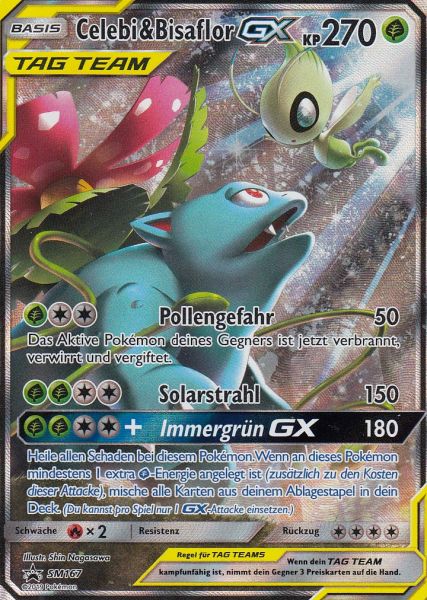 BASIS Celebi&Bisaflor GX KP270
TAG TEAM
Pollengefahr 50
Das Aktive Pokémon deines Gegners ist jetzt verbrannt,
verwirrt und vergiftet.
Solarstrahl 150
+ Immergrün GX 180
Heile allen Schaden bei diesem Pokémon. Wenn an dieses Pokémon
mindestens 1 extra -Energie angelegt ist (zusätzlich zu den Kosten
dieser Attacke), mische alle Karten aus deinem Ablagestapel in dein
Deck. (Du kannst pro Spiel nur 1 GX-Attacke einsetzen.)
Schwäche ×2 Resistenz Rückzug
Illustr. Shin Nagasawa
Regel für TAG TEAMS
Wenn dein TAG TEAM
kampfunfähig ist, nimmt dein Gegner 3 Preiskarten auf die Hand.
PROMO SM167
©2019 Pokémon